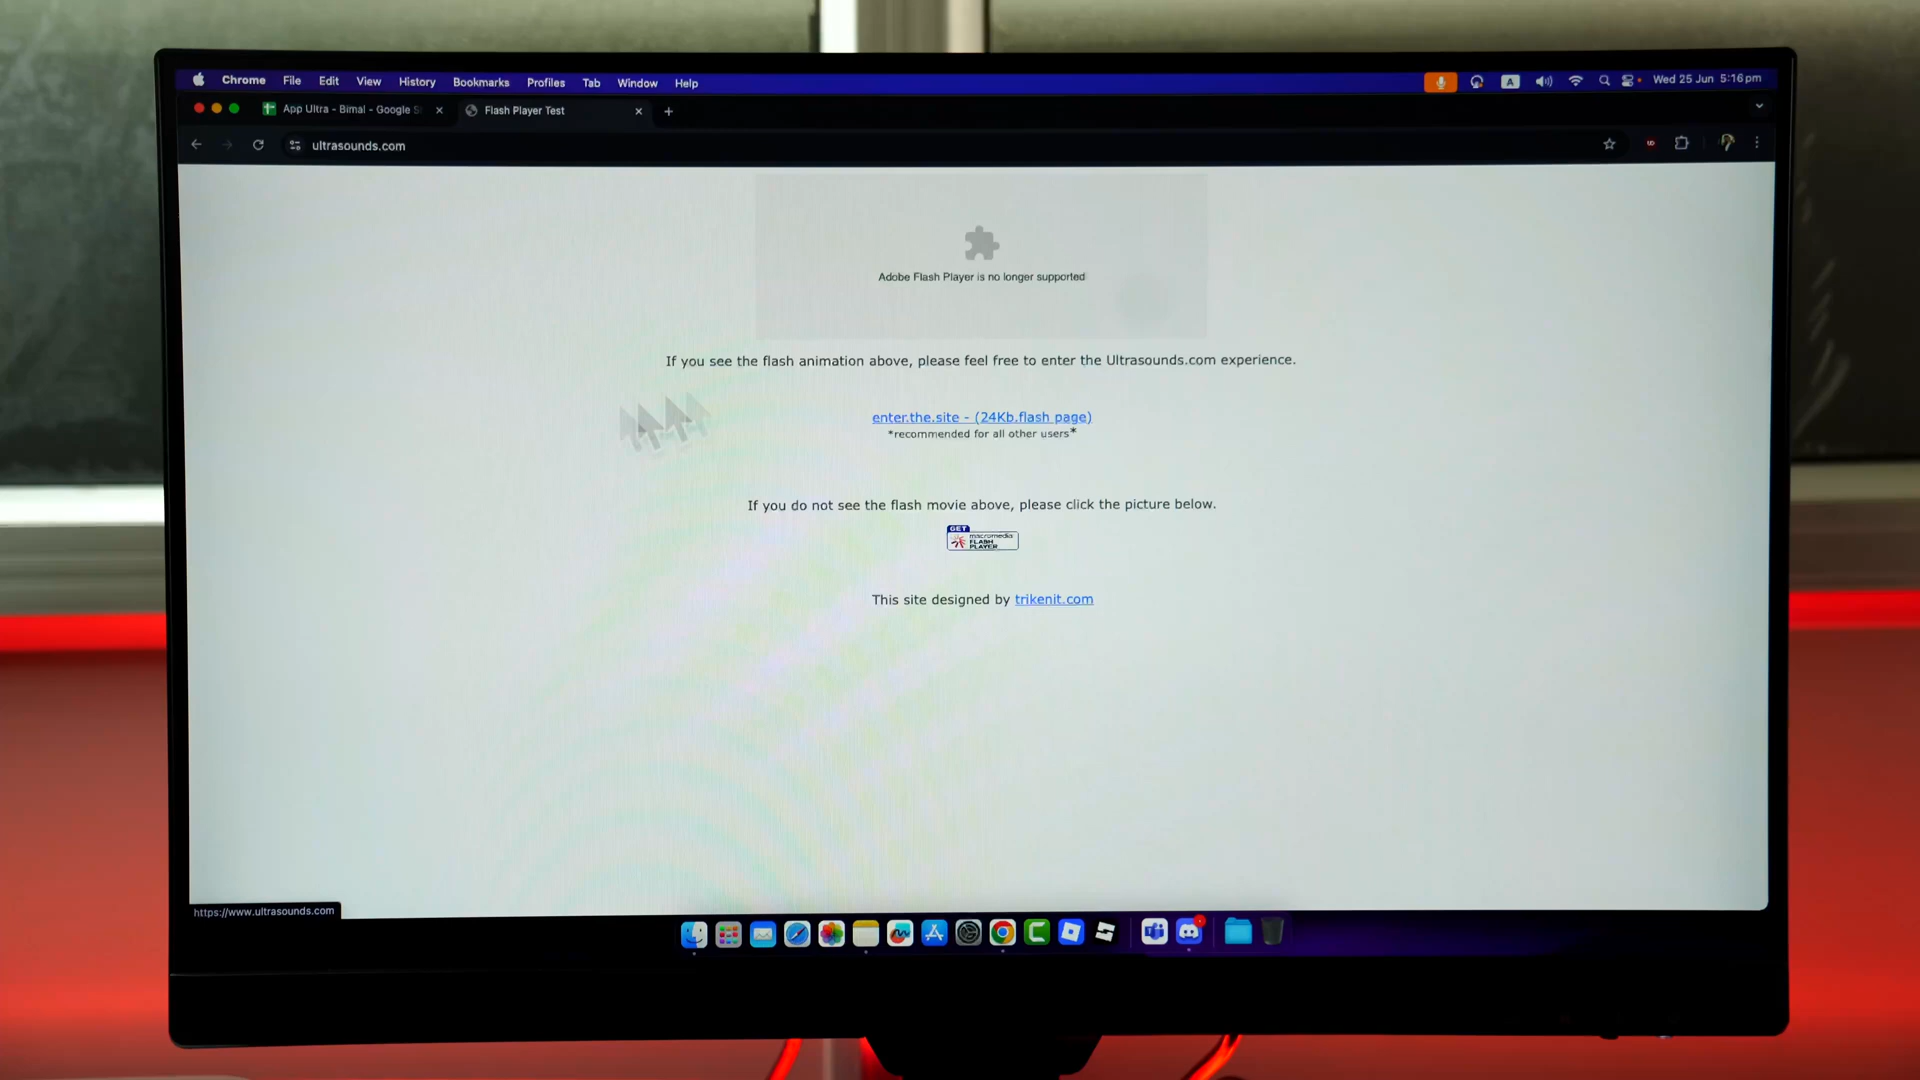 Chrome File Edit View History Bookmarks Profiles Tab Window Help
A Wed 25 Jun 5:16 pm
App Ultra - Bimal - Google S
Flash Player Test
ultrasounds.com
Adobe Flash Player is no longer supported
If you see the flash animation above, please feel free to enter the Ultrasounds.com experience.
enter.the.site - (24Kb.flash page)
*recommended for all other users*
If you do not see the flash movie above, please click the picture below.
GET
macromedia
FLASH
PLAYER
This site designed by trikenit.com
https://www.ultrasounds.com